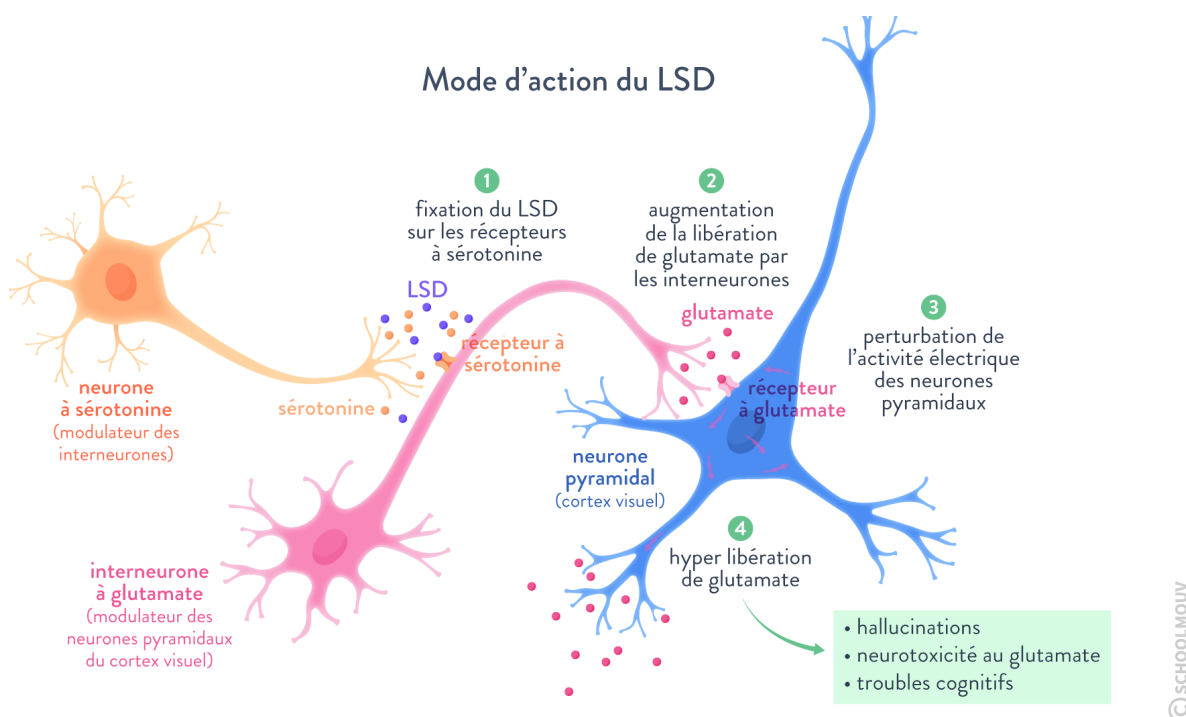 Mode d'action du LSD
1
fixation du LSD
sur les récepteurs
à sérotonine
2
augmentation
de la libération
de glutamate par
les interneurones
LSD
glutamate
3
perturbation de
l'activité électrique
des neurones
pyramidaux
récepteur à
sérotonine
récepteur
à glutamate
neurone
à sérotonine
(modulateur des
interneurones)
sérotonine
neurone
pyramidal
(cortex visuel)
4
hyper libération
de glutamate
interneurone
à glutamate
(modulateur des
neurones pyramidaux
du cortex visuel)
• hallucinations
• neurotoxicité au glutamate
• troubles cognitifs
© SCHOOLMOUV